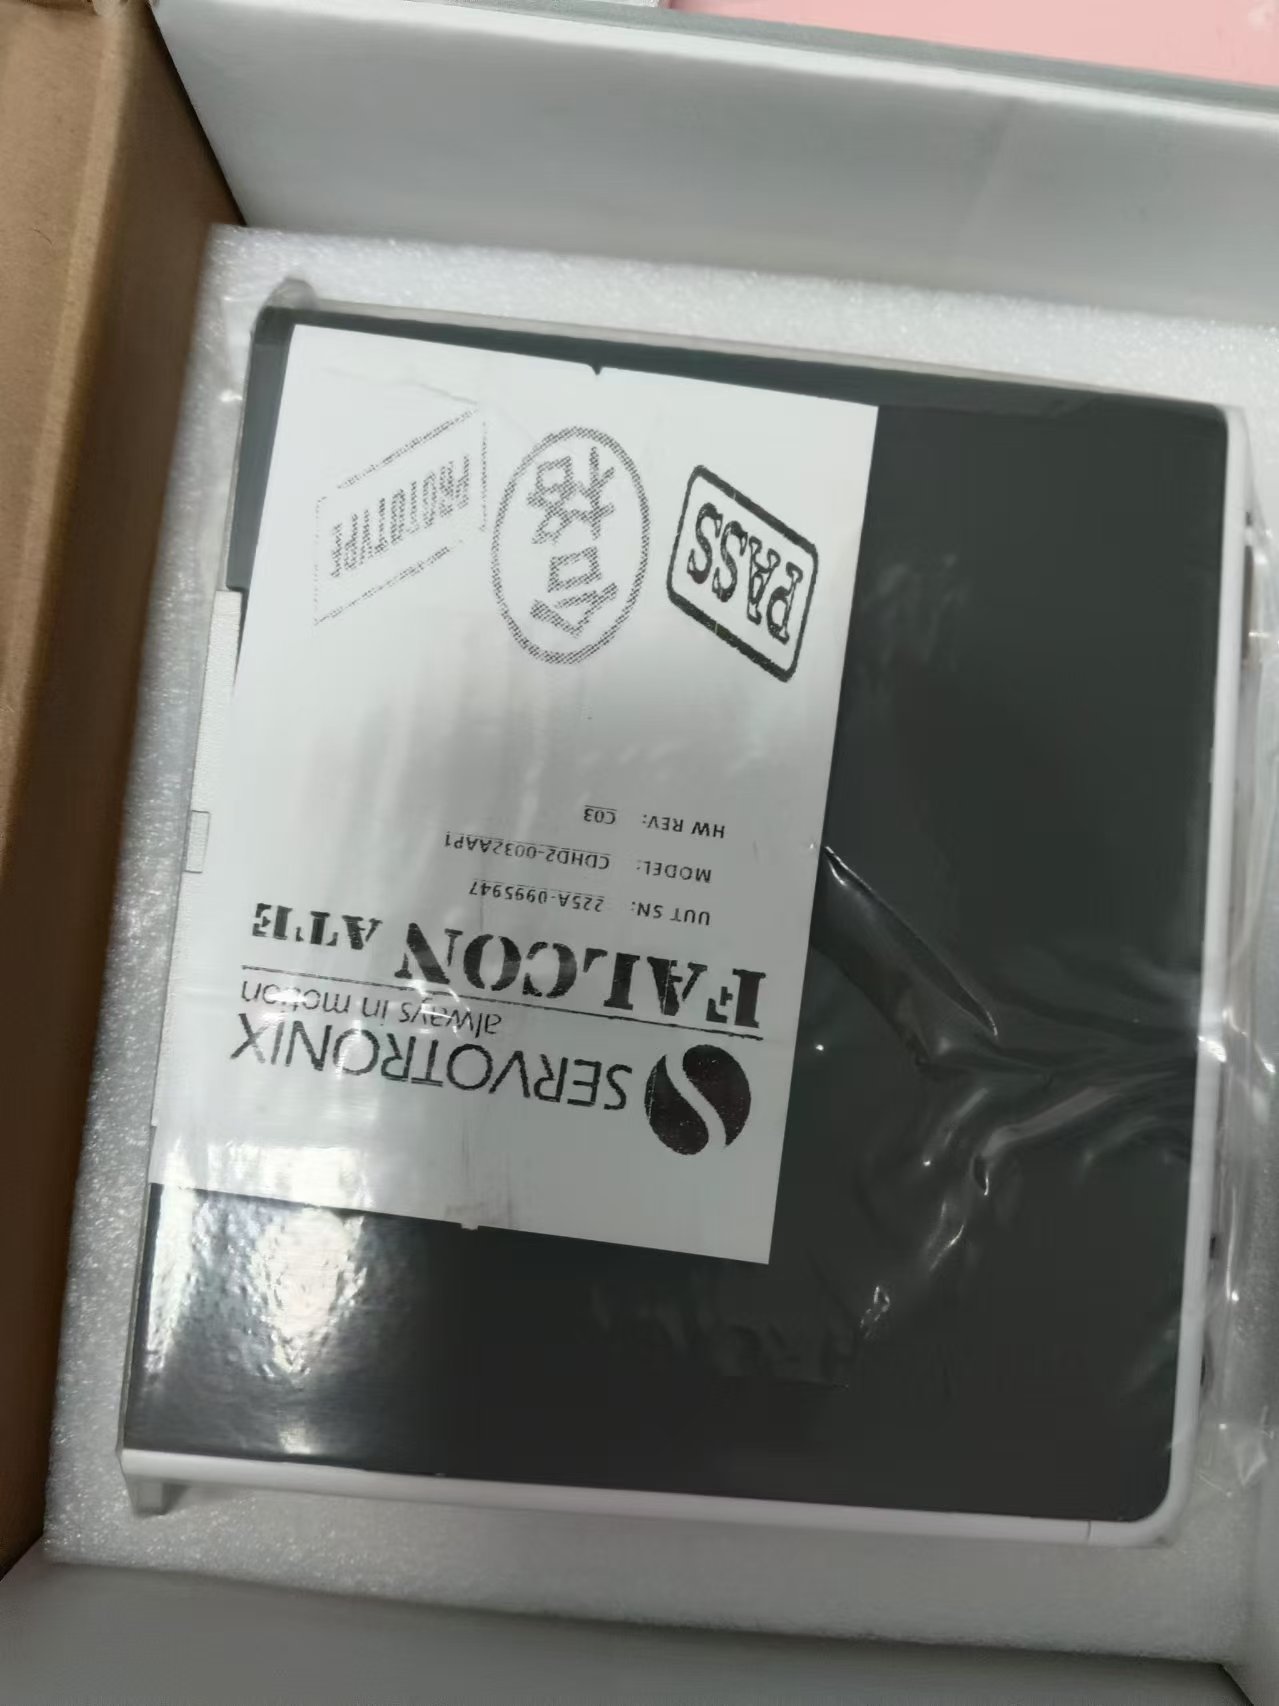 SERVOTRONIX
always in motion
FALCON ATE
UUT SN: 225A-0995947
MODEL: CDHD2-0032AAP1
HW REV: C03
PASS
合格
PROTOTYPE